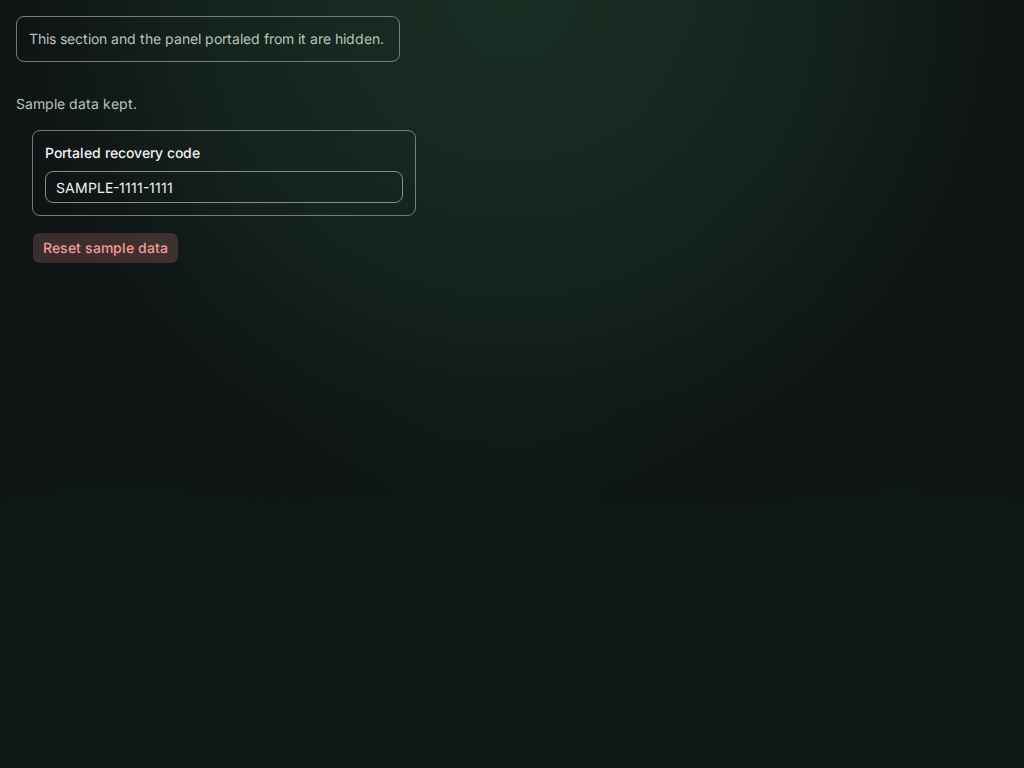 This section and the panel portaled from it are hidden.
Sample data kept.
Portaled recovery code
SAMPLE-1111-1111
Reset sample data